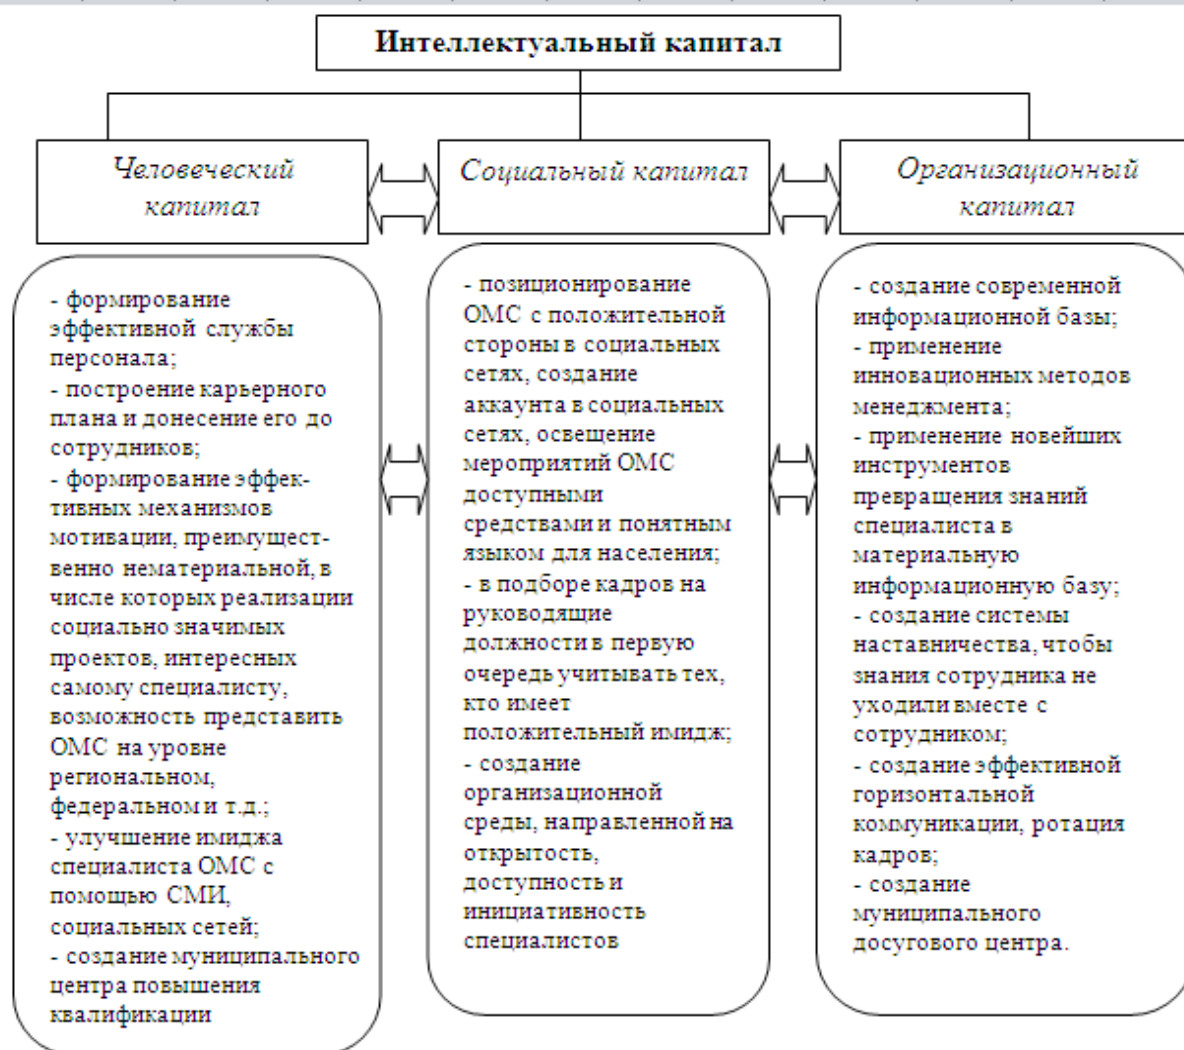 Интеллектуальный капитал
Человеческий
капитал
- формирование
эффективной службы
персонала;
- построение карьерного
плана и донесение его до
сотрудников;
- формирование эффек-
тивных механизмов
мотивации, преимущест-
венно нематериальной, в
числе которых реализации
социально значимых
проектов, интересных
самому специалисту,
возможность представить
ОМС на уровне
региональном,
федеральном и т.д.;
- улучшение имиджа
специалиста ОМС с
помощью СМИ,
социальных сетей;
- создание муниципального
центра повышения
квалификации
Социальный капитал
- позиционирование
ОМС с положительной
стороны в социальных
сетях, создание
аккаунта в социальных
сетях, освещение
мероприятий ОМС
доступными
средствами и понятным
языком для населения;
- в подборе кадров на
руководящие
должности в первую
очередь учитывать тех,
кто имеет
положительный имидж;
- создание
организационной
среды, направленной на
открытость,
доступность и
инициативность
специалистов
Организационный
капитал
- создание современной
информационной базы;
- применение
инновационных методов
менеджмента;
- применение новейших
инструментов
превращения знаний
специалиста в
материальную
информационную базу;
- создание системы
наставничества, чтобы
знания сотрудника не
уходили вместе с
сотрудником;
- создание эффективной
горизонтальной
коммуникации, ротация
кадров;
- создание
муниципального
досугового центра.